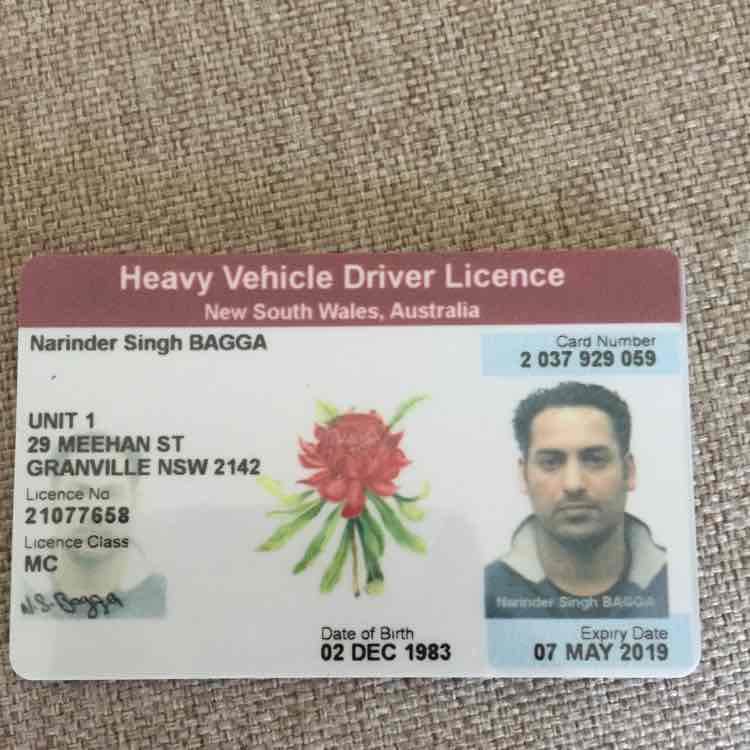 Heavy Vehicle Driver Licence
New South Wales, Australia
Narinder Singh BAGGA
Card Number
2 037 929 059
UNIT 1
29 MEEHAN ST
GRANVILLE NSW 2142
Licence No
21077658
Licence Class
MC
N.S.Bagga
Narinder Singh BAGGA
Date of Birth
02 DEC 1983
Expiry Date
07 MAY 2019